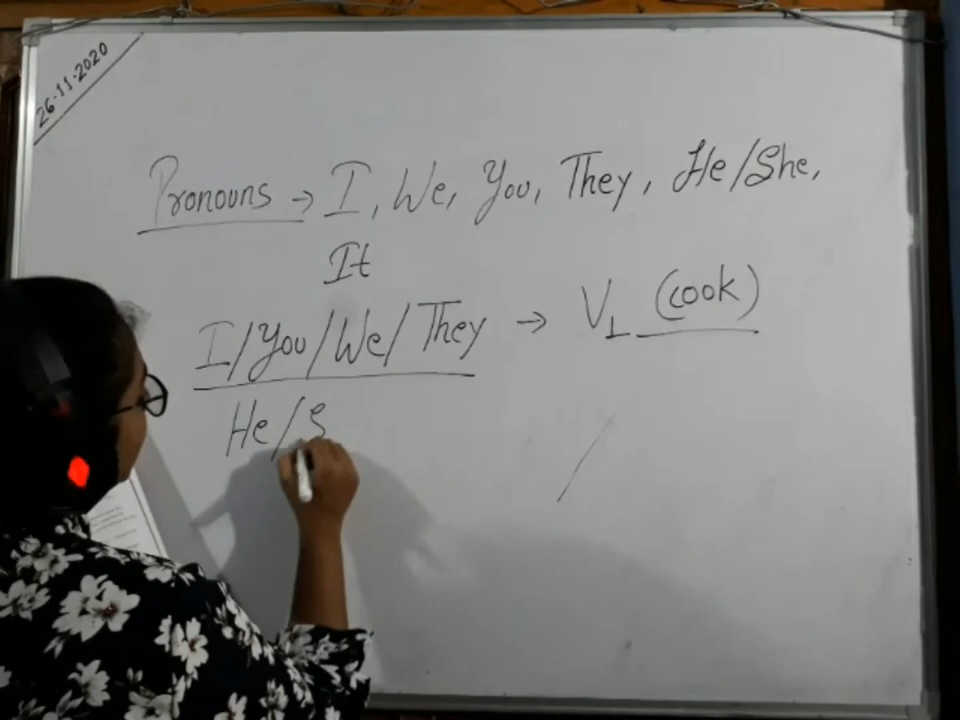 26.11.2020
Pronouns → I, We, You, They, He/She,
It
I/You/We/They → V1 (cook)
He/S